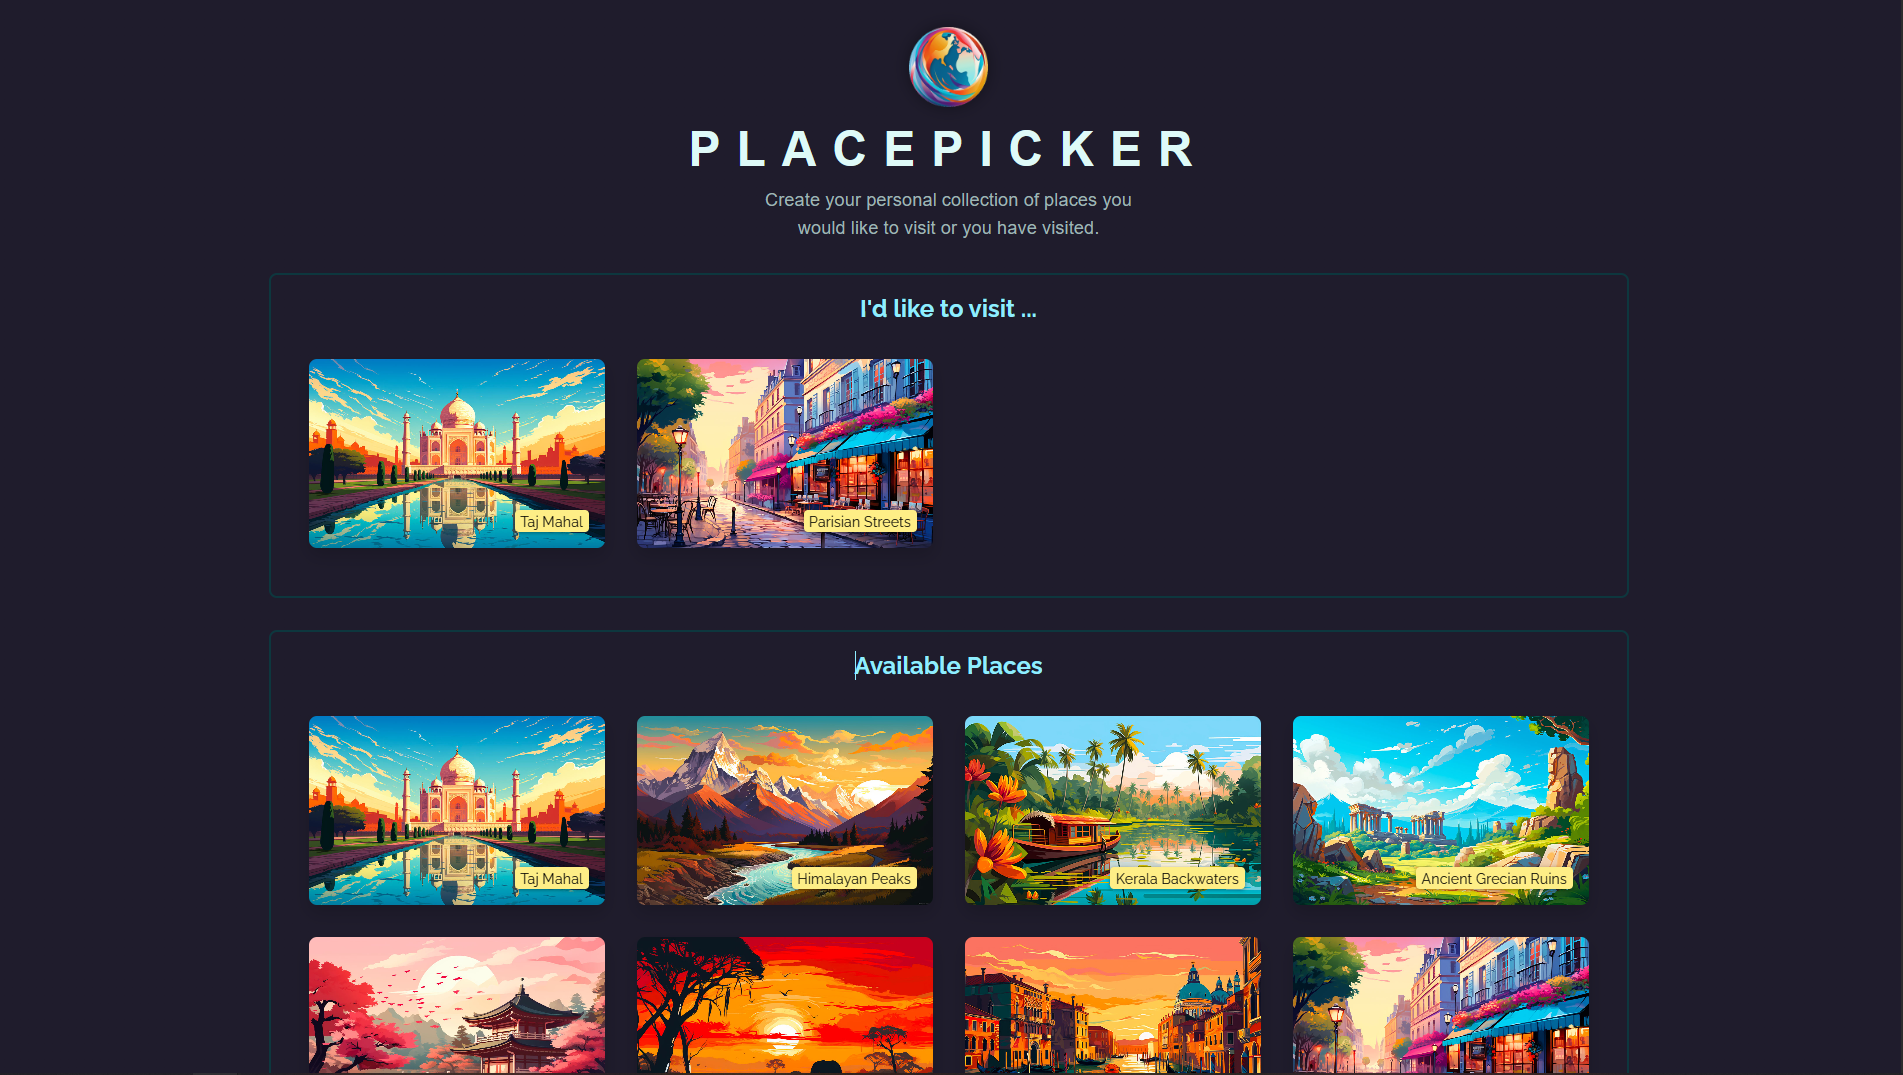 PLACEPICKER
Create your personal collection of places you
would like to visit or you have visited.
I'd like to visit ...
Taj Mahal
Parisian Streets
Available Places
Taj Mahal
Himalayan Peaks
Kerala Backwaters
Ancient Grecian Ruins